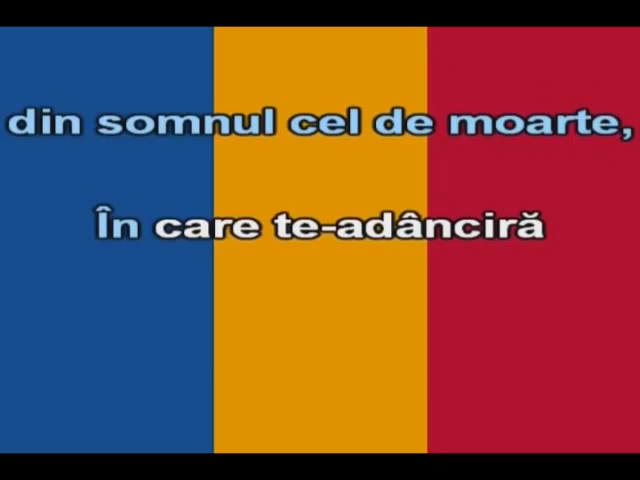 din somnul cel de moarte,
În care te-adânciră